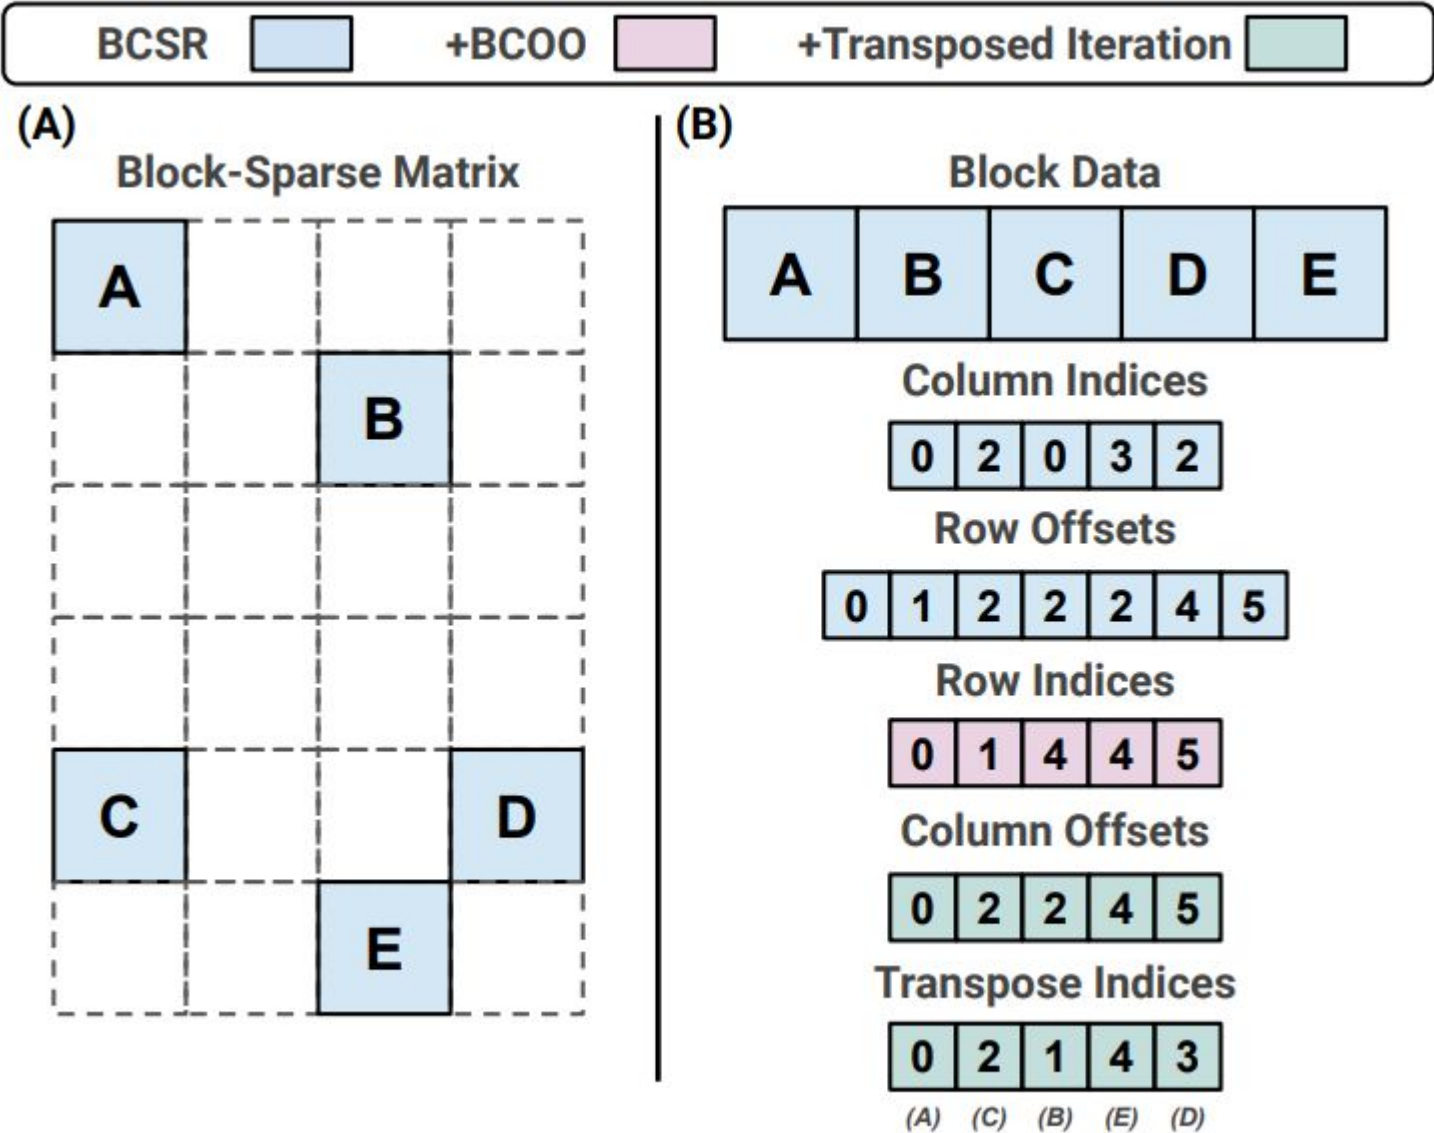 BCSR +BCOO +Transposed Iteration
(A)
Block-Sparse Matrix
A
B
C D
E
(B)
Block Data
A B C D E
Column Indices
0 2 0 3 2
Row Offsets
0 1 2 2 2 4 5
Row Indices
0 1 4 4 5
Column Offsets
0 2 2 4 5
Transpose Indices
0 2 1 4 3
(A) (C) (B) (E) (D)